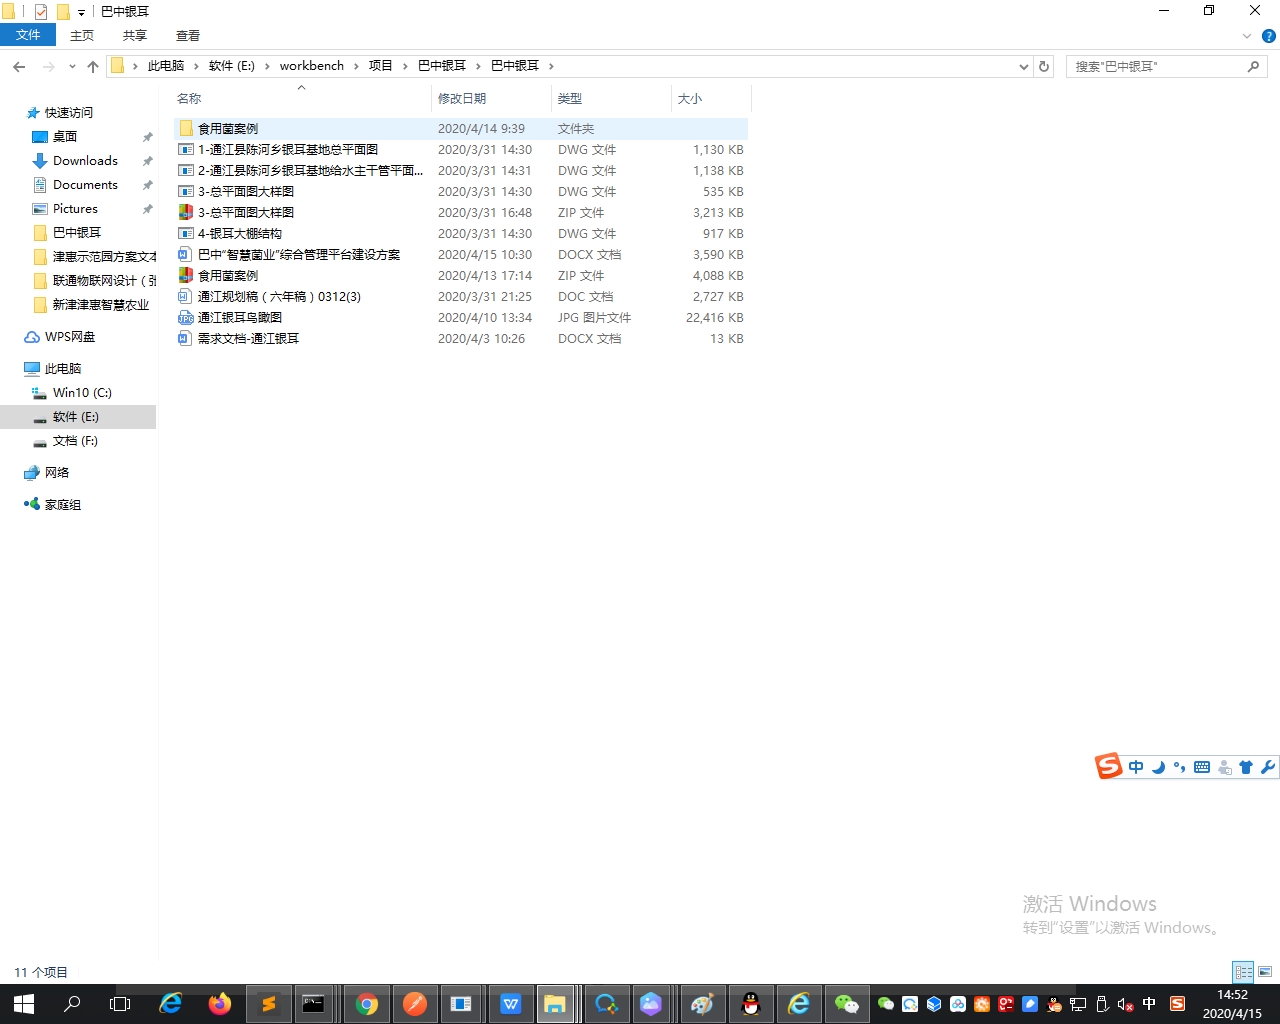 巴中银耳
文件 主页 共享 查看
此电脑 软件 (E:) workbench 项目 巴中银耳 巴中银耳
搜索"巴中银耳"
名称 修改日期 类型 大小
食用菌案例 2020/4/14 9:39 文件夹
1-通江县陈河乡银耳基地总平面图 2020/3/31 14:30 DWG 文件 1,130 KB
2-通江县陈河乡银耳基地给水主干管平面... 2020/3/31 14:31 DWG 文件 1,138 KB
3-总平面图大样图 2020/3/31 14:30 DWG 文件 535 KB
3-总平面图大样图 2020/3/31 16:48 ZIP 文件 3,213 KB
4-银耳大棚结构 2020/3/31 14:30 DWG 文件 917 KB
巴中“智慧菌业”综合管理平台建设方案 2020/4/15 10:30 DOCX 文档 3,590 KB
食用菌案例 2020/4/13 17:14 ZIP 文件 4,088 KB
通江规划稿（六年稿）0312(3) 2020/3/31 21:25 DOC 文档 2,727 KB
通江银耳鸟瞰图 2020/4/10 13:34 JPG 图片文件 22,416 KB
需求文档-通江银耳 2020/4/3 10:26 DOCX 文档 13 KB
快速访问
桌面
Downloads
Documents
Pictures
巴中银耳
津惠示范园方案文本
联通物联网设计（张
新津津惠智慧农业
WPS网盘
此电脑
Win10 (C:)
软件 (E:)
文档 (F:)
网络
家庭组
中
激活 Windows
转到“设置”以激活 Windows。
11 个项目
中
14:52
2020/4/15